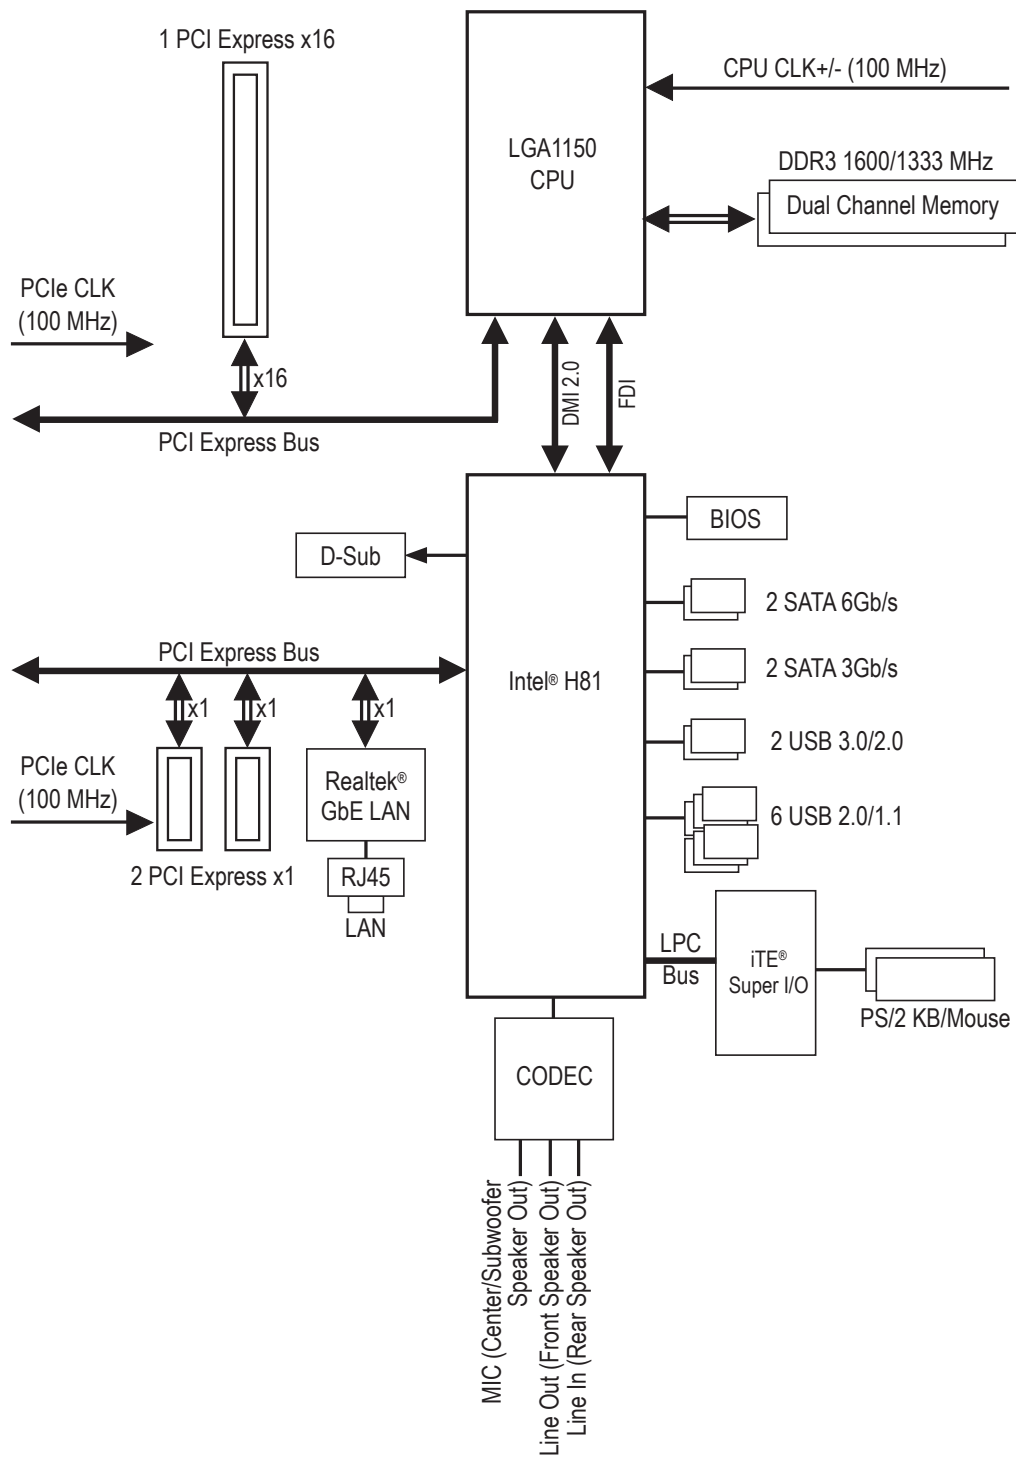 1 PCI Express x16
CPU CLK+/- (100 MHz)
LGA1150
CPU
DDR3 1600/1333 MHz
Dual Channel Memory
PCIe CLK
(100 MHz)
x16
DMI 2.0
FDI
PCI Express Bus
BIOS
D-Sub
2 SATA 6Gb/s
PCI Express Bus
Intel® H81
2 SATA 3Gb/s
x1
x1
x1
2 USB 3.0/2.0
PCIe CLK
(100 MHz)
Realtek®
GbE LAN
6 USB 2.0/1.1
2 PCI Express x1
RJ45
LAN
LPC
Bus
iTE®
Super I/O
PS/2 KB/Mouse
CODEC
MIC (Center/Subwoofer
Speaker Out)
Line Out (Front Speaker Out)
Line In (Rear Speaker Out)